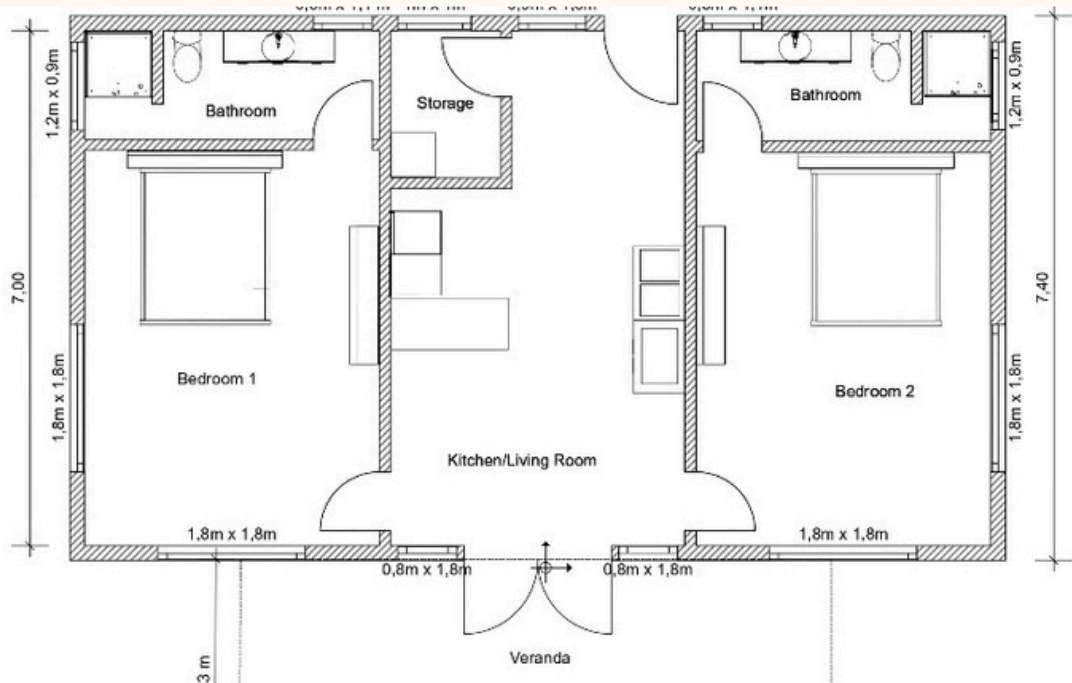 1,2m x 0,9m
Bathroom
Storage
Bathroom
1,2m x 0,9m
7,00
7,40
1,8m x 1,8m
Bedroom 1
Bedroom 2
1,8m x 1,8m
Kitchen/Living Room
1,8m x 1,8m
1,8m x 1,8m
0,8m x 1,8m
0,8m x 1,8m
Veranda
3 m